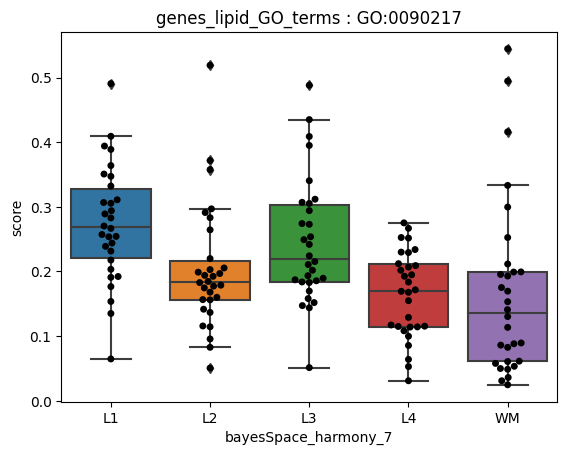 genes_lipid_GO_terms : GO:0090217
score
0.5
0.4
0.3
0.2
0.1
0.0
L1 L2 L3 L4 WM
bayesSpace_harmony_7